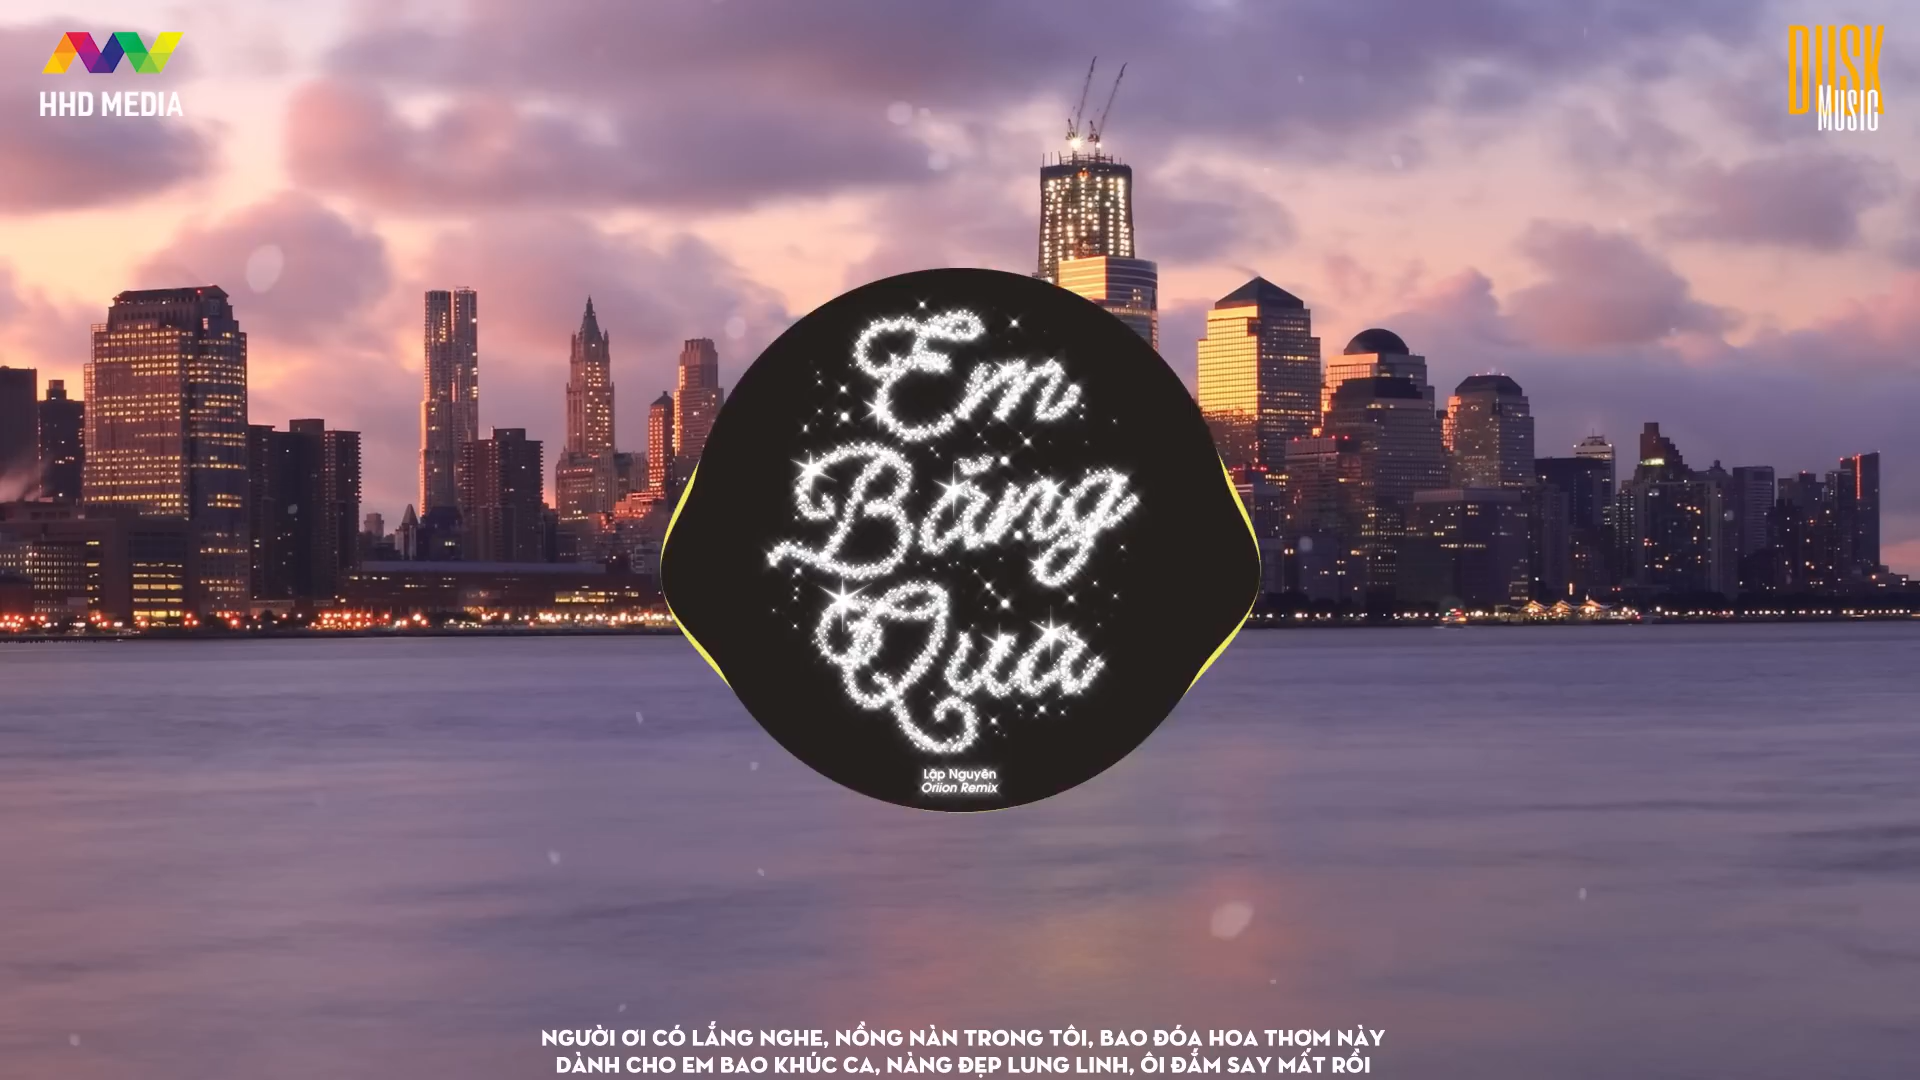 HHD MEDIA
DUSK
MUSIC
Em
Băng
Qua
Lập Nguyên
Oriion Remix
NGƯỜI ƠI CÓ LẮNG NGHE, NỒNG NÀN TRONG TÔI, BAO ĐÓA HOA THƠM NÀY
DÀNH CHO EM BAO KHÚC CA, NÀNG ĐẸP LUNG LINH, ÔI ĐẮM SAY MẤT RỒI